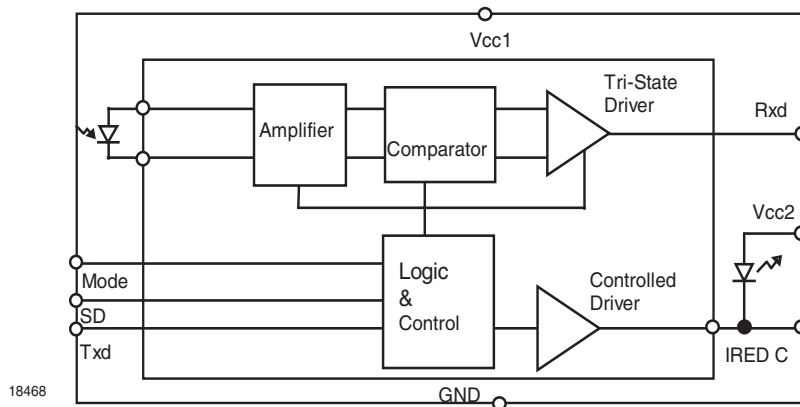 Vcc1
Tri-State
Driver
Amplifier
Comparator
Rxd
Vcc2
Mode
SD
Txd
Logic
&
Control
Controlled
Driver
IRED C
GND
18468